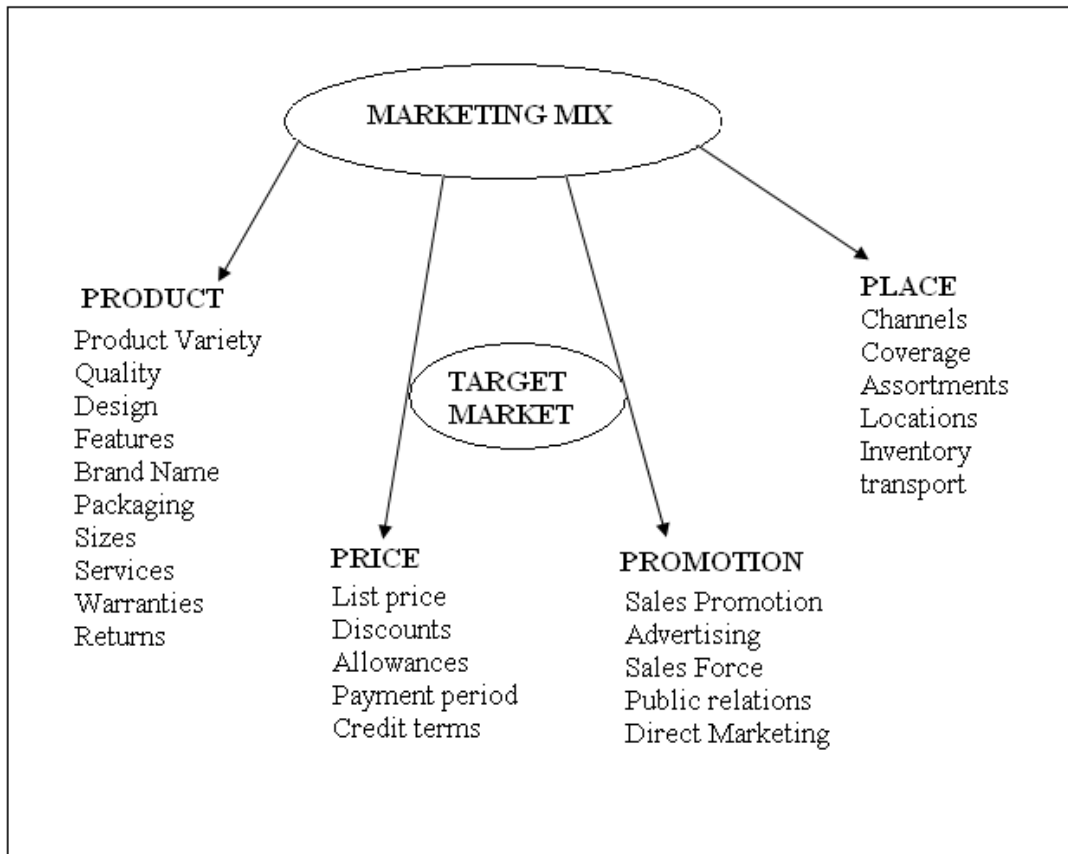 MARKETING MIX
PRODUCT
Product Variety
Quality
Design
Features
Brand Name
Packaging
Sizes
Services
Warranties
Returns
PRICE
List price
Discounts
Allowances
Payment period
Credit terms
TARGET
MARKET
PROMOTION
Sales Promotion
Advertising
Sales Force
Public relations
Direct Marketing
PLACE
Channels
Coverage
Assortments
Locations
Inventory
transport